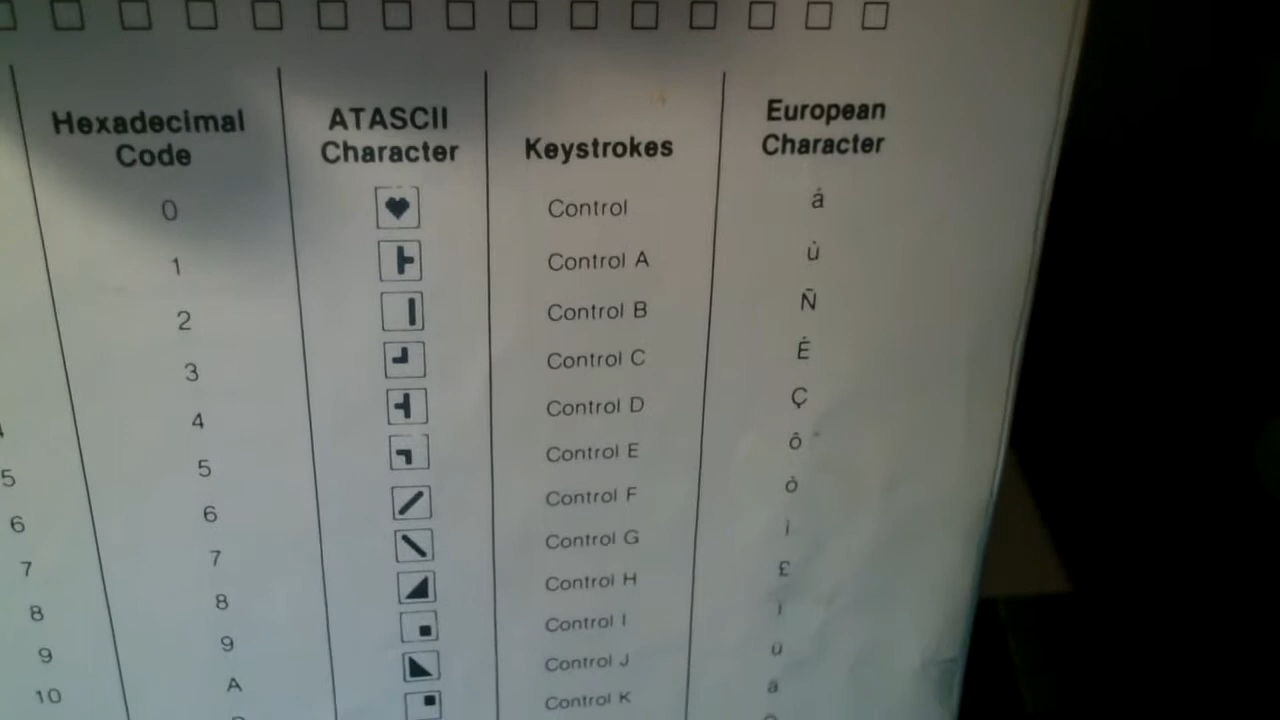 Hexadecimal Code ATASCII Character Keystrokes European Character
0 ♥ Control á
1 Control A ù
2 Control B Ñ
3 Control C É
4 Control D Ç
5 5 Control E ô
6 6 Control F ò
7 7 Control G
8 8 Control H £
9 9 Control I
10 A Control J ü
Control K ä